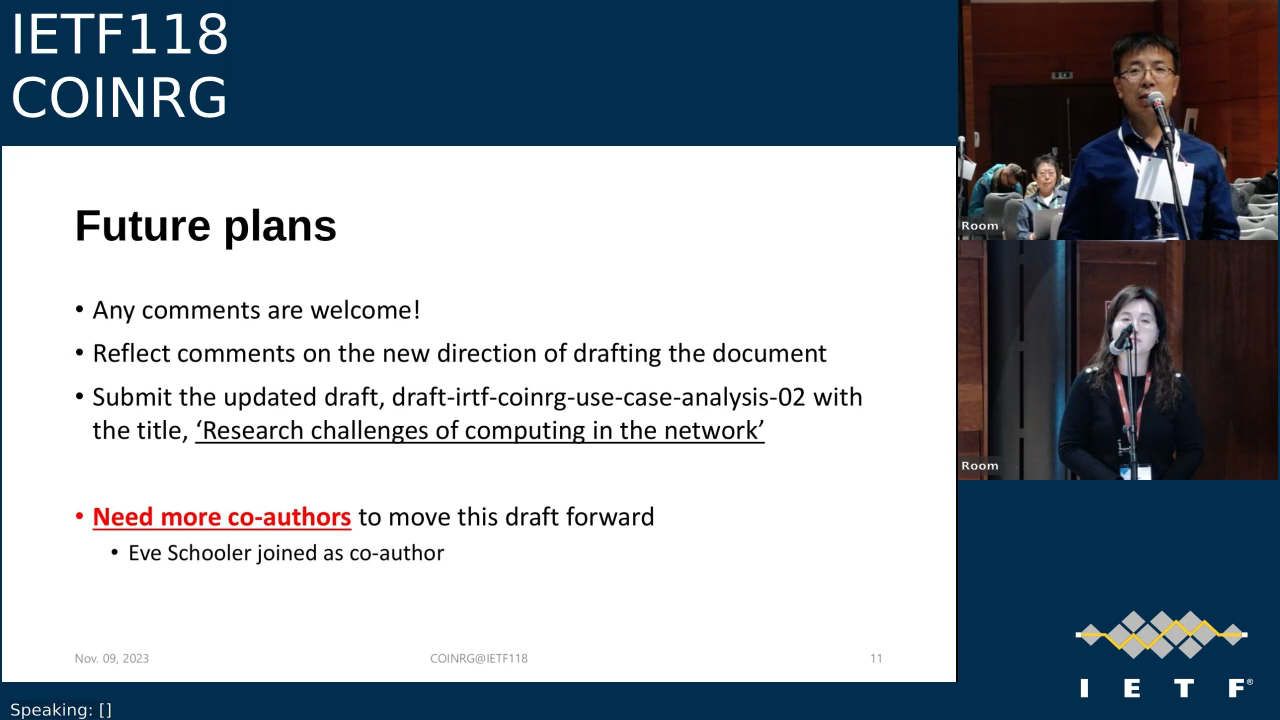 IETF118
COINRG
Future plans
• Any comments are welcome!
• Reflect comments on the new direction of drafting the document
• Submit the updated draft, draft-irtf-coinrg-use-case-analysis-02 with
the title, ‘Research challenges of computing in the network’
• Need more co-authors to move this draft forward
• Eve Schooler joined as co-author
Nov. 09, 2023
COINRG@IETF118
11
Room
Room
I E T F®
Speaking: []